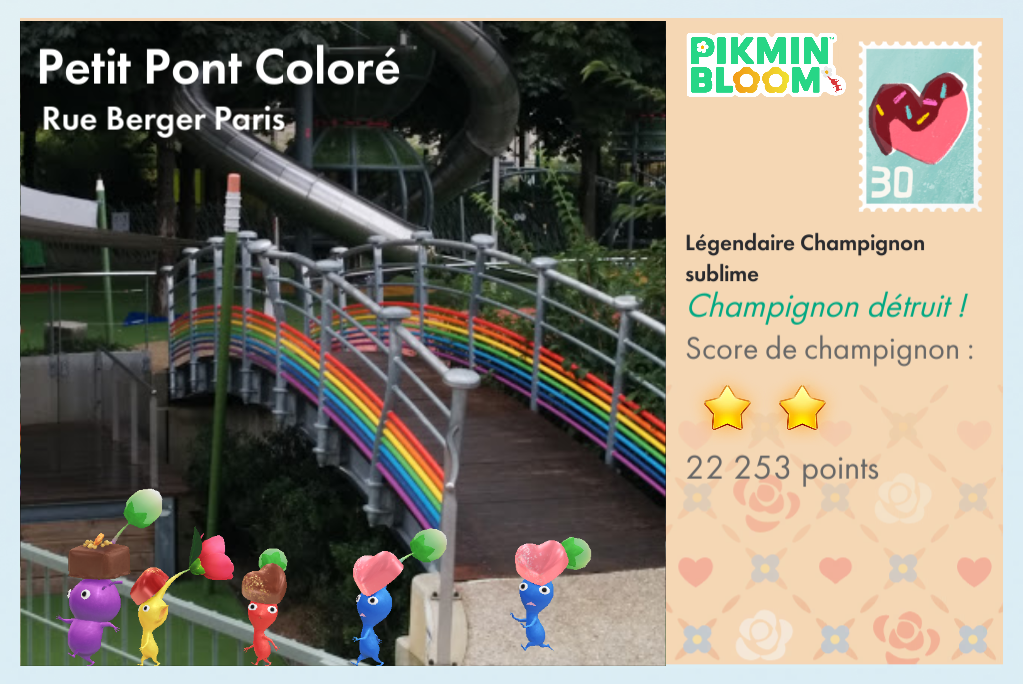 Petit Pont Coloré
Rue Berger Paris
PIKMIN
BLOOM
30
Légendaire Champignon
sublime
Champignon détruit !
Score de champignon :
22 253 points